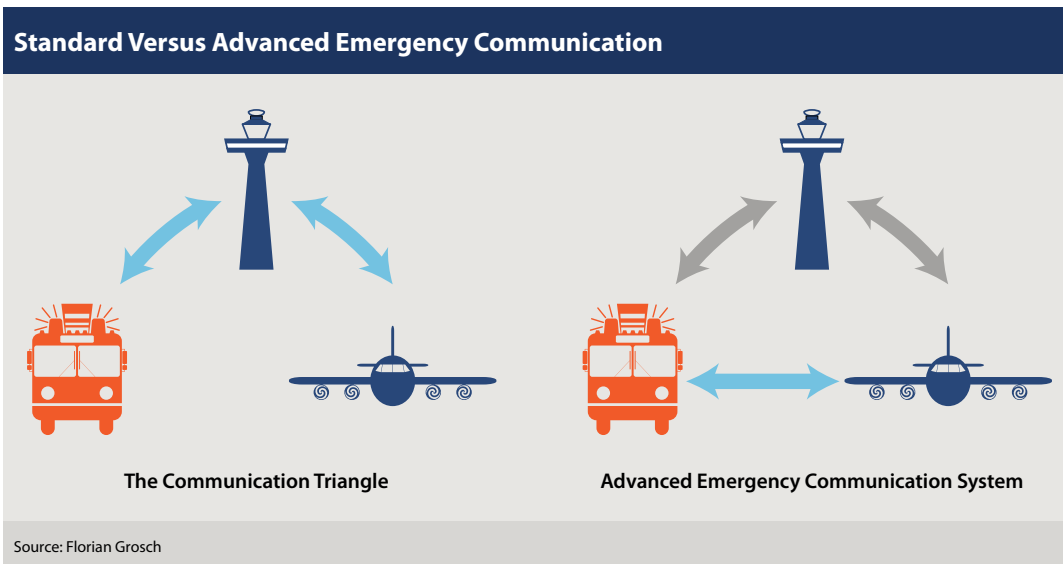 Standard Versus Advanced Emergency Communication
The Communication Triangle
Advanced Emergency Communication System
Source: Florian Grosch